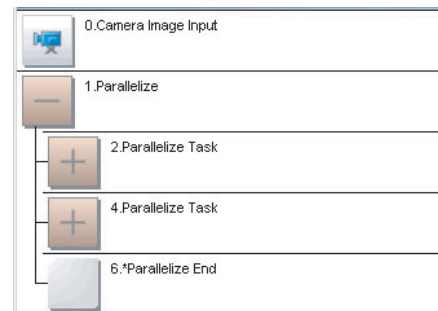 0.Camera Image Input
1.Parallelize
2.Parallelize Task
4.Parallelize Task
6.*Parallelize End